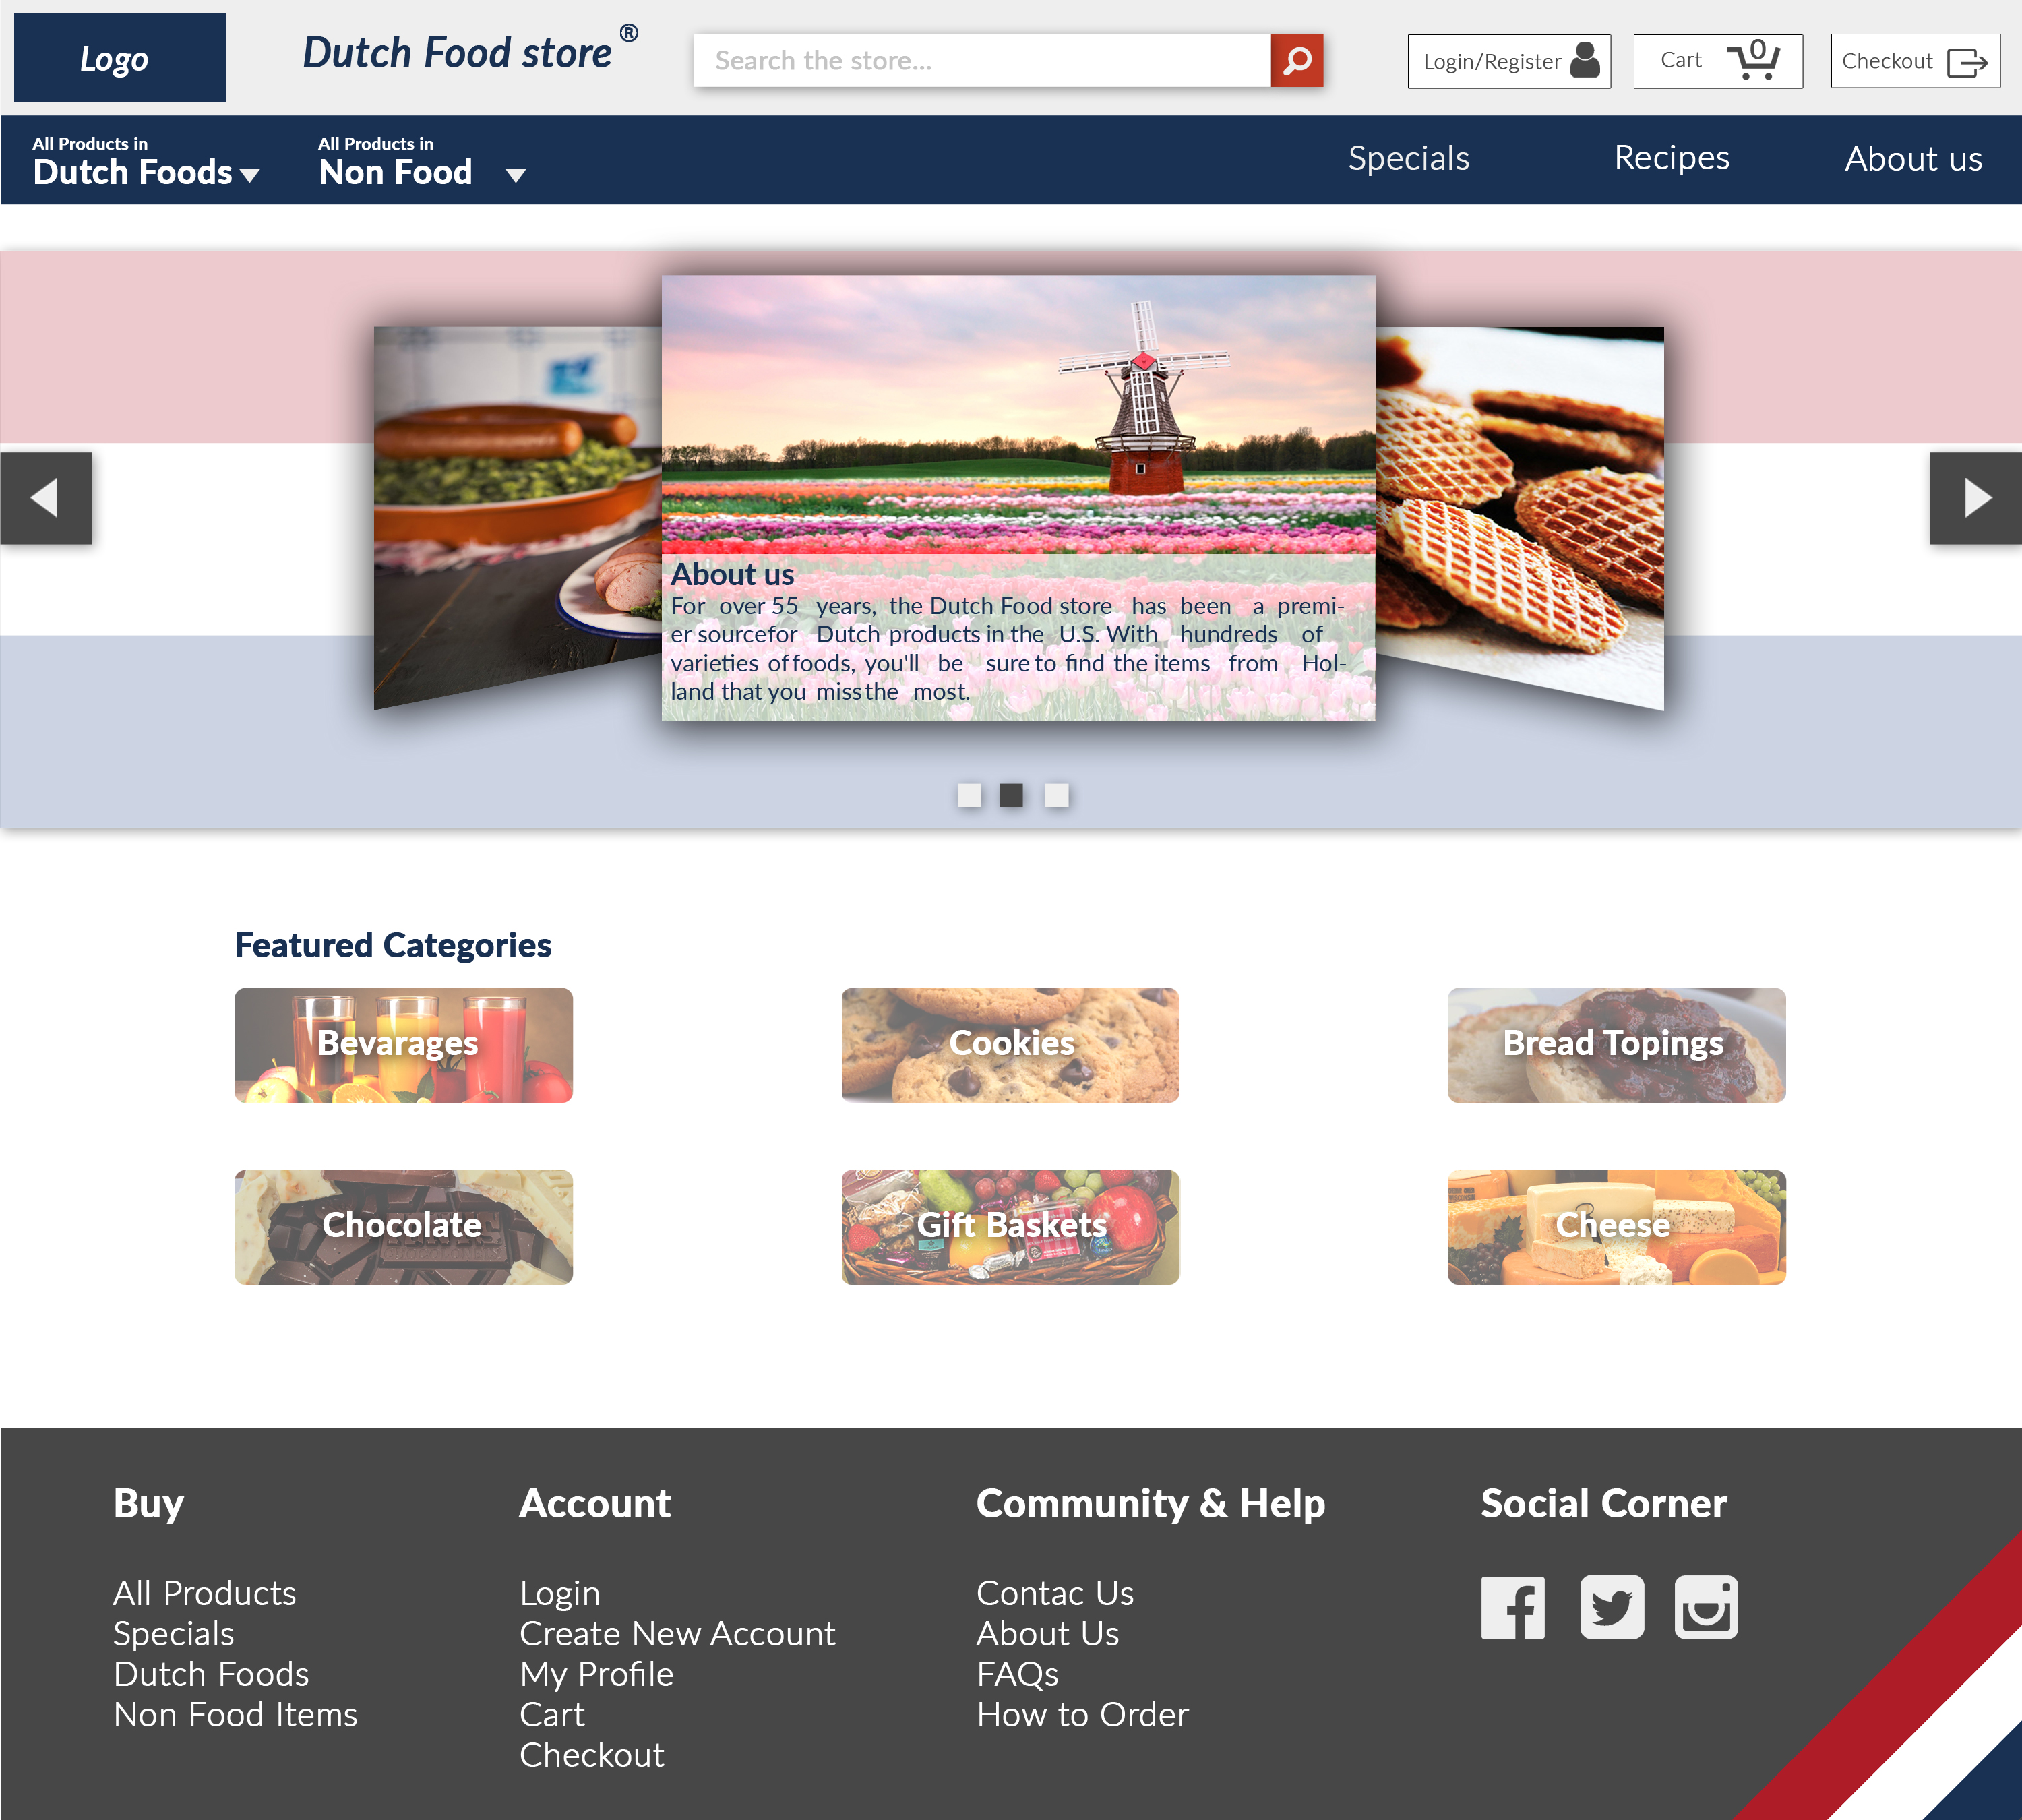 Logo
Dutch Food store ®
Search the store...
Login/Register
Cart
0
Checkout
All Products in
Dutch Foods
All Products in
Non Food
Specials
Recipes
About us
About us
For over 55 years, the Dutch Food store has been a premi-
er sourcefor Dutch products in the U.S. With hundreds of
varieties of foods, you'll be sure to find the items from Hol-
land that you miss the most.
Featured Categories
Bevarages
Cookies
Bread Topings
Chocolate
Gift Baskets
Cheese
Buy
All Products
Specials
Dutch Foods
Non Food Items
Account
Login
Create New Account
My Profile
Cart
Checkout
Community & Help
Contac Us
About Us
FAQs
How to Order
Social Corner